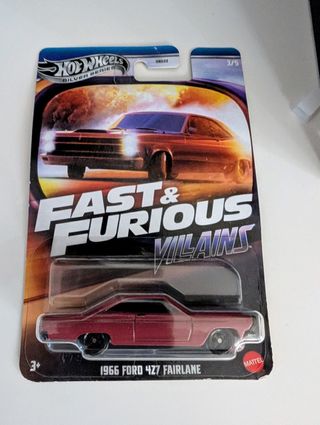 HOT WHEELS
SILVER SERIES
3/5
FAST &
FURIOUS
VILLAINS
3+
1966 FORD 427 FAIRLANE
MATTEL